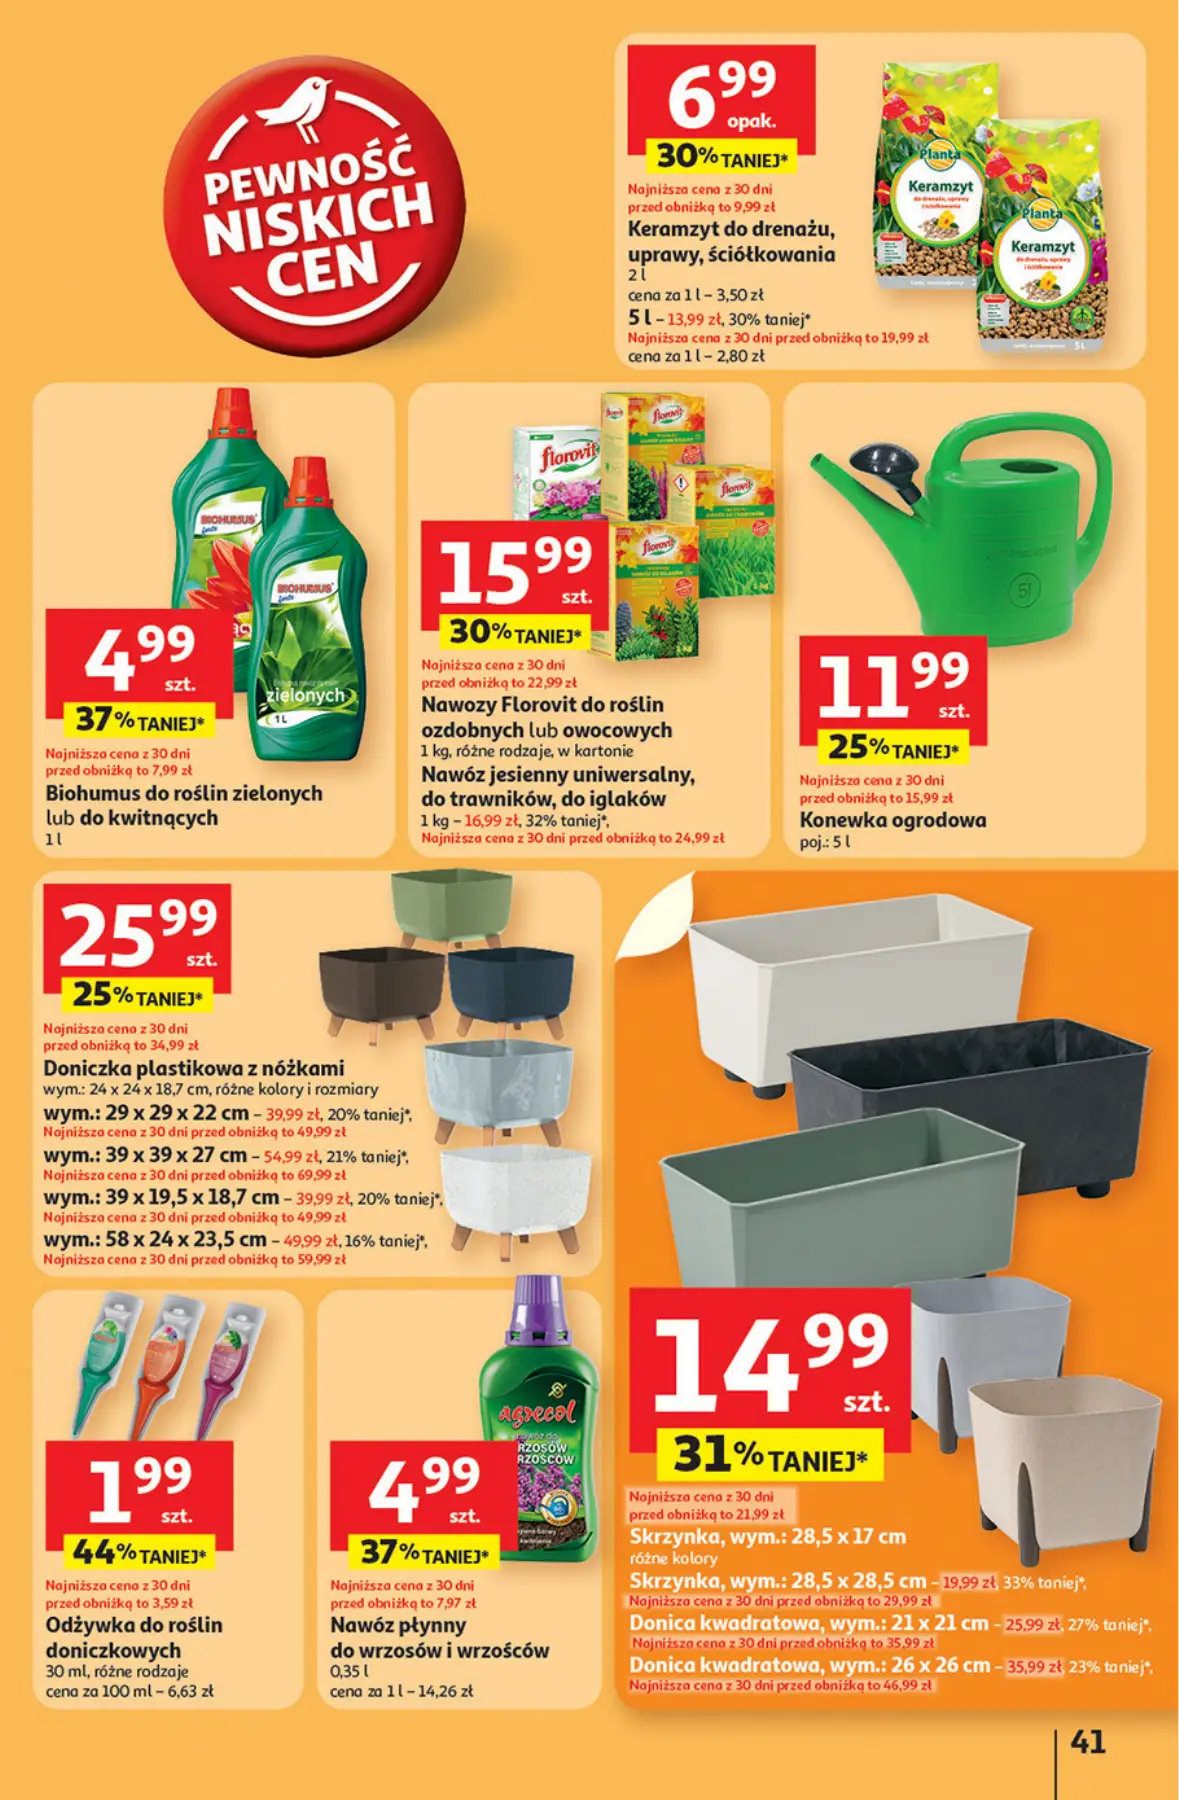 PEWNOŚĆ
NISKICH
CEN
6 99
opak.
30% TANIEJ*
Najniższa cena z 30 dni
przed obniżką to 9,99 zł
Keramzyt do drenażu,
uprawy, ściółkowania
2 l
cena za 1 l – 3,50 zł
5 l – 13,99 zł, 30% taniej*
Najniższa cena z 30 dni przed obniżką to 19,99 zł
cena za 1 l – 2,80 zł
Planta
Keramzyt
do drenażu, uprawy
i ściółkowania
Planta
Keramzyt
do drenażu, uprawy
i ściółkowania
5L
BIOHUMUS
forte
BIOHUMUS
forte
zielonych
1 L
4 99
szt.
37% TANIEJ*
Najniższa cena z 30 dni
przed obniżką to 7,99 zł
Biohumus do roślin zielonych
lub do kwitnących
1 l
florovit
florovit
florovit
florovit
15 99
szt.
30% TANIEJ*
Najniższa cena z 30 dni
przed obniżką to 22,99 zł
Nawozy Florovit do roślin
ozdobnych lub owocowych
1 kg, różne rodzaje, w kartonie
Nawóz jesienny uniwersalny,
do trawników, do iglaków
1 kg – 16,99 zł, 32% taniej*,
Najniższa cena z 30 dni przed obniżką to 24,99 zł
5l
11 99
szt.
25% TANIEJ*
Najniższa cena z 30 dni
przed obniżką to 15,99 zł
Konewka ogrodowa
poj.: 5 l
25 99
szt.
25% TANIEJ*
Najniższa cena z 30 dni
przed obniżką to 34,99 zł
Doniczka plastikowa z nóżkami
wym.: 24 x 24 x 18,7 cm, różne kolory i rozmiary
wym.: 29 x 29 x 22 cm – 39,99 zł, 20% taniej*,
Najniższa cena z 30 dni przed obniżką to 49,99 zł
wym.: 39 x 39 x 27 cm – 54,99 zł, 21% taniej*,
Najniższa cena z 30 dni przed obniżką to 69,99 zł
wym.: 39 x 19,5 x 18,7 cm – 39,99 zł, 20% taniej*,
Najniższa cena z 30 dni przed obniżką to 49,99 zł
wym.: 58 x 24 x 23,5 cm – 49,99 zł, 16% taniej*,
Najniższa cena z 30 dni przed obniżką to 59,99 zł
1 99
szt.
44% TANIEJ*
Najniższa cena z 30 dni
przed obniżką to 3,59 zł
Odżywka do roślin
doniczkowych
30 ml, różne rodzaje
cena za 100 ml – 6,63 zł
agrecol
4 99
szt.
37% TANIEJ*
Najniższa cena z 30 dni
przed obniżką to 7,97 zł
Nawóz płynny
do wrzosów i wrzośców
0,35 l
cena za 1 l – 14,26 zł
14 99
szt.
31% TANIEJ*
Najniższa cena z 30 dni
przed obniżką to 21,99 zł
Skrzynka, wym.: 28,5 x 17 cm
różne kolory
Skrzynka, wym.: 28,5 x 28,5 cm – 19,99 zł, 33% taniej*,
Najniższa cena z 30 dni przed obniżką to 29,99 zł
Donica kwadratowa, wym.: 21 x 21 cm – 25,99 zł, 27% taniej*,
Najniższa cena z 30 dni przed obniżką to 35,99 zł
Donica kwadratowa, wym.: 26 x 26 cm – 35,99 zł, 23% taniej*,
Najniższa cena z 30 dni przed obniżką to 46,99 zł
41